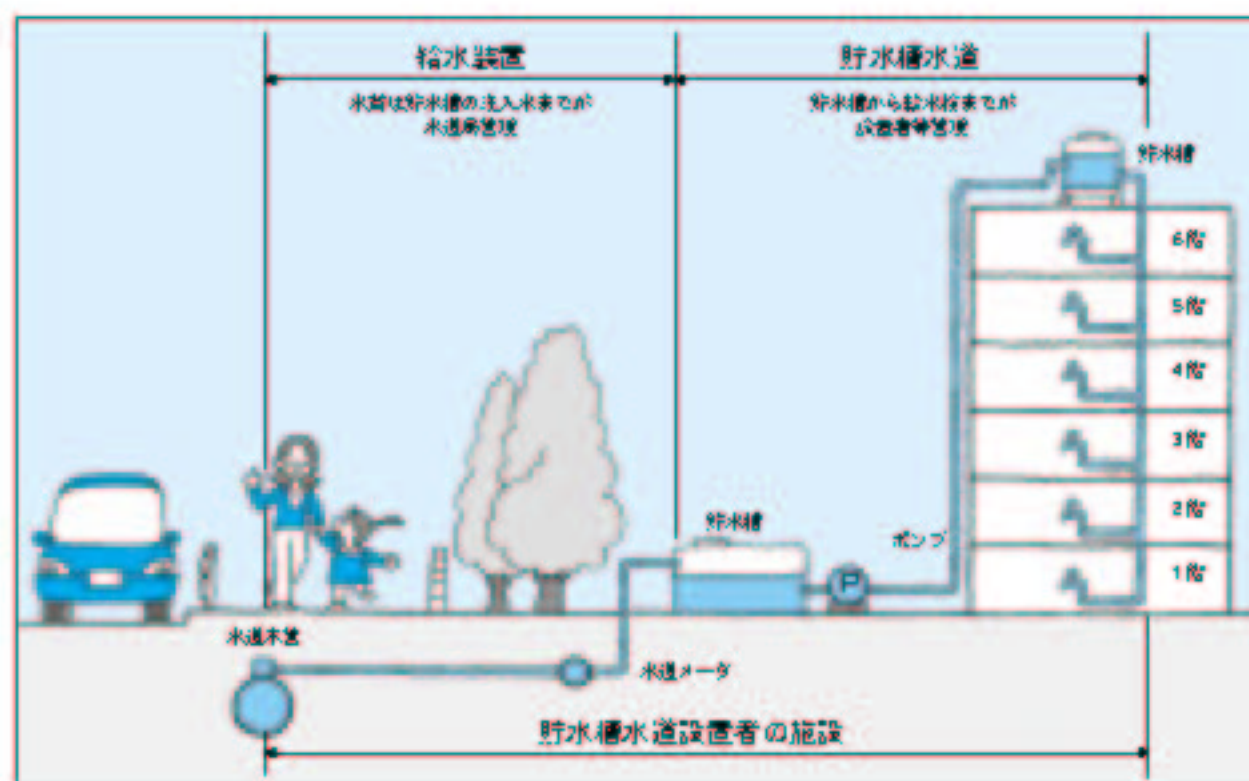 給水装置
貯水槽水道
水質は貯水槽の注入水までが
水道局管理
貯水槽から給水栓までが
設置者等管理
貯水槽
6階
5階
4階
3階
2階
1階
貯水槽
ポンプ
P
水道本管
水道メータ
貯水槽水道設置者の施設